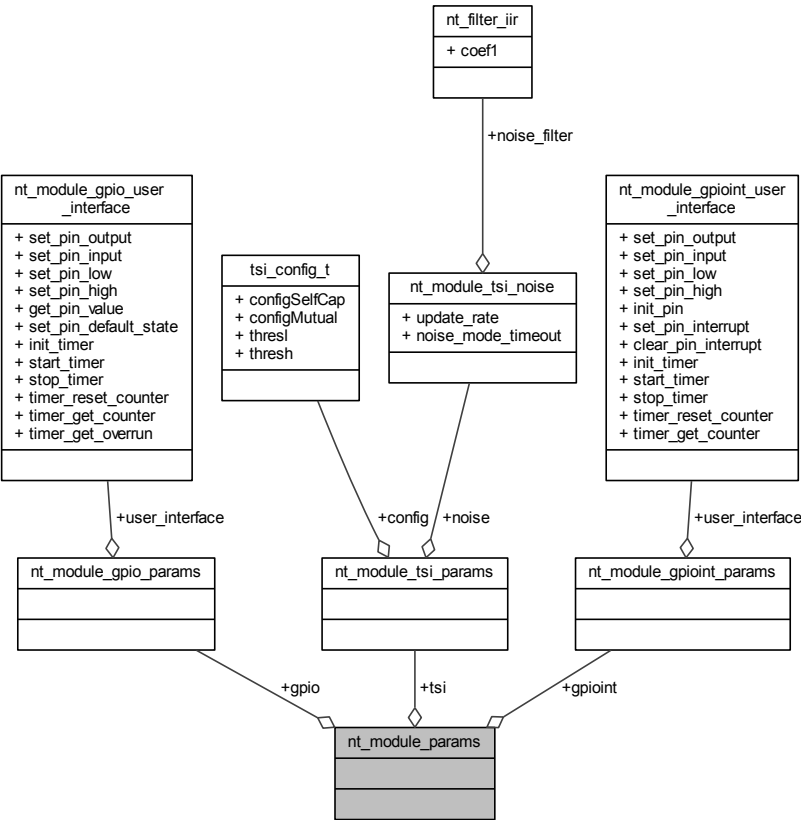 nt_filter_iir
+ coef1
+noise_filter
nt_module_gpio_user
_interface
+ set_pin_output
+ set_pin_input
+ set_pin_low
+ set_pin_high
+ get_pin_value
+ set_pin_default_state
+ init_timer
+ start_timer
+ stop_timer
+ timer_reset_counter
+ timer_get_counter
+ timer_get_overrun
tsi_config_t
+ configSelfCap
+ configMutual
+ thresl
+ thresh
nt_module_tsi_noise
+ update_rate
+ noise_mode_timeout
nt_module_gpioint_user
_interface
+ set_pin_output
+ set_pin_input
+ set_pin_low
+ set_pin_high
+ init_pin
+ set_pin_interrupt
+ clear_pin_interrupt
+ init_timer
+ start_timer
+ stop_timer
+ timer_reset_counter
+ timer_get_counter
+user_interface
+config
+noise
+user_interface
nt_module_gpio_params
nt_module_tsi_params
nt_module_gpioint_params
+gpio
+tsi
+gpioint
nt_module_params